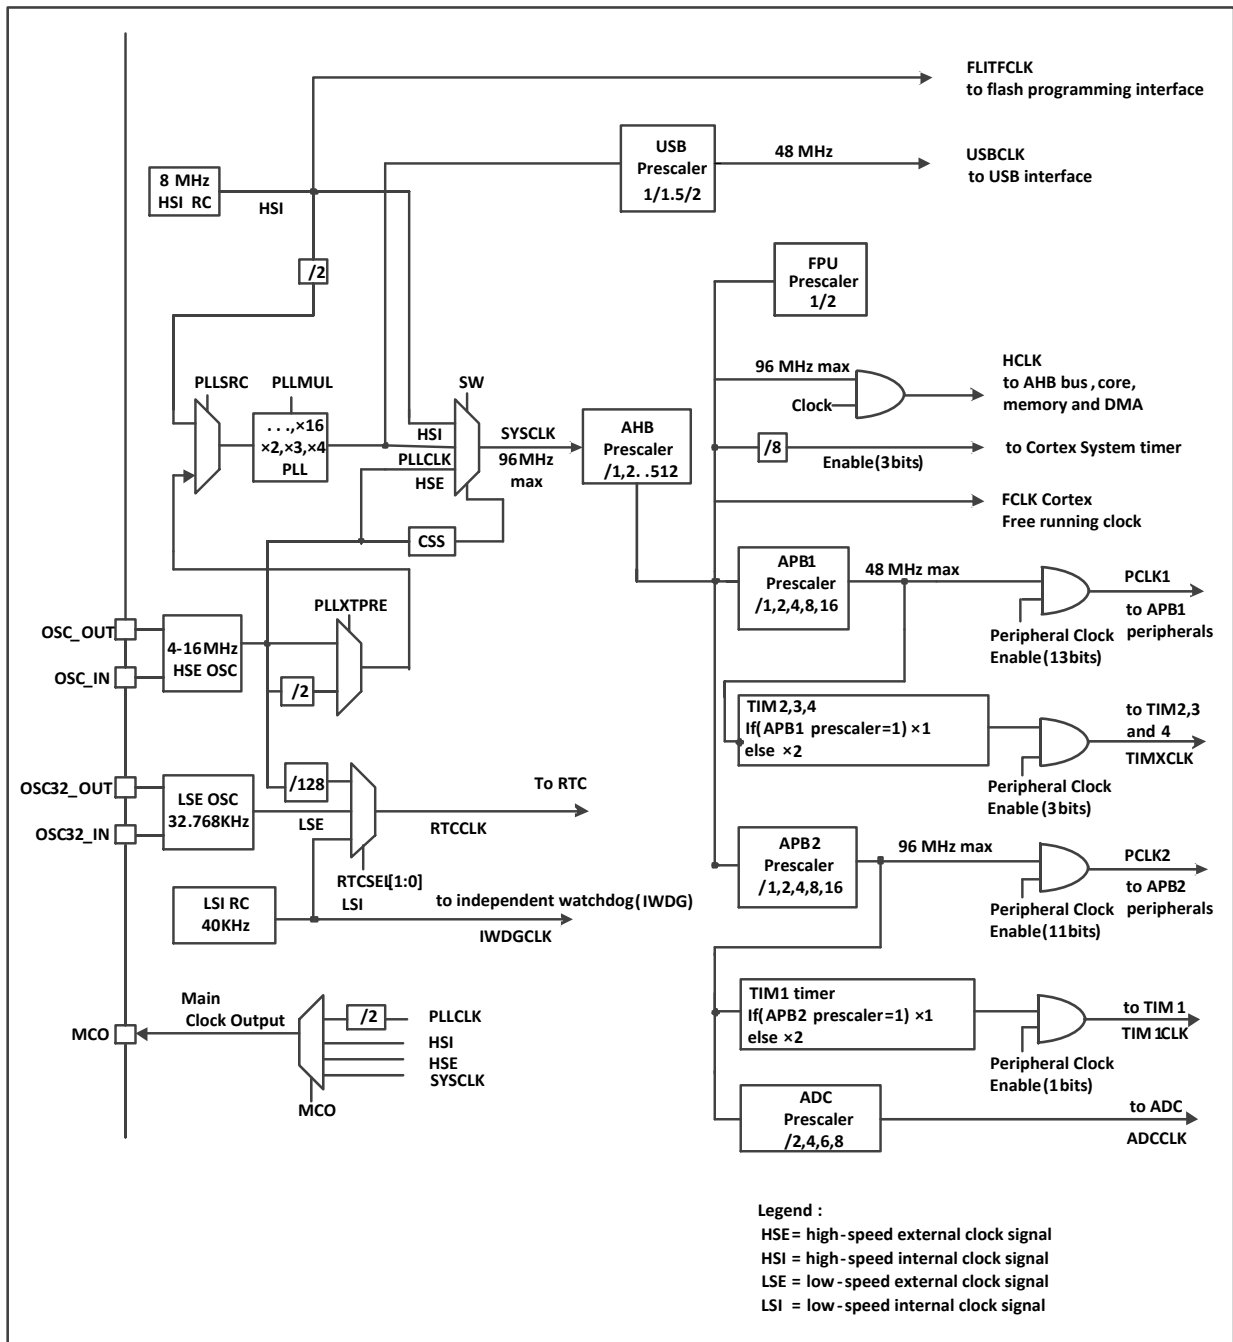 FLITFCLK
to flash programming interface
USB
Prescaler
1/1.5/2
48 MHz
USBCLK
to USB interface
8 MHz
HSI RC
HSI
/2
FPU
Prescaler
1/2
PLLSRC
PLLMUL
. . . ,×16
×2,×3,×4
PLL
SW
HSI
PLLCLK
HSE
SYSCLK
96MHz
max
AHB
Prescaler
/1,2. .512
96 MHz max
Clock
HCLK
to AHB bus , core,
memory and DMA
/8
Enable(3bits)
to Cortex System timer
FCLK Cortex
Free running clock
CSS
APB1
Prescaler
/1,2,4,8,16
48 MHz max
Peripheral Clock
Enable(13bits)
PCLK1
to APB1
peripherals
OSC_OUT
OSC_IN
4-16MHz
HSE OSC
PLLXTPRE
/2
TIM2,3,4
If(APB1 prescaler=1) ×1
else ×2
Peripheral Clock
Enable(3bits)
to TIM2,3
and 4
TIMXCLK
OSC32_OUT
OSC32_IN
LSE OSC
32.768KHz
/128
LSE
To RTC
RTCCLK
RTCSEL[1:0]
LSI
LSI RC
40KHz
to independent watchdog(IWDG)
IWDGCLK
APB2
Prescaler
/1,2,4,8,16
96 MHz max
Peripheral Clock
Enable(11bits)
PCLK2
to APB2
peripherals
MCO
Main
Clock Output
/2
PLLCLK
HSI
HSE
SYSCLK
MCO
TIM1 timer
If(APB2 prescaler=1) ×1
else ×2
Peripheral Clock
Enable(1bits)
to TIM 1
TIM 1CLK
ADC
Prescaler
/2,4,6,8
to ADC
ADCCLK
Legend :
HSE= high-speed external clock signal
HSI = high-speed internal clock signal
LSE = low-speed external clock signal
LSI = low-speed internal clock signal